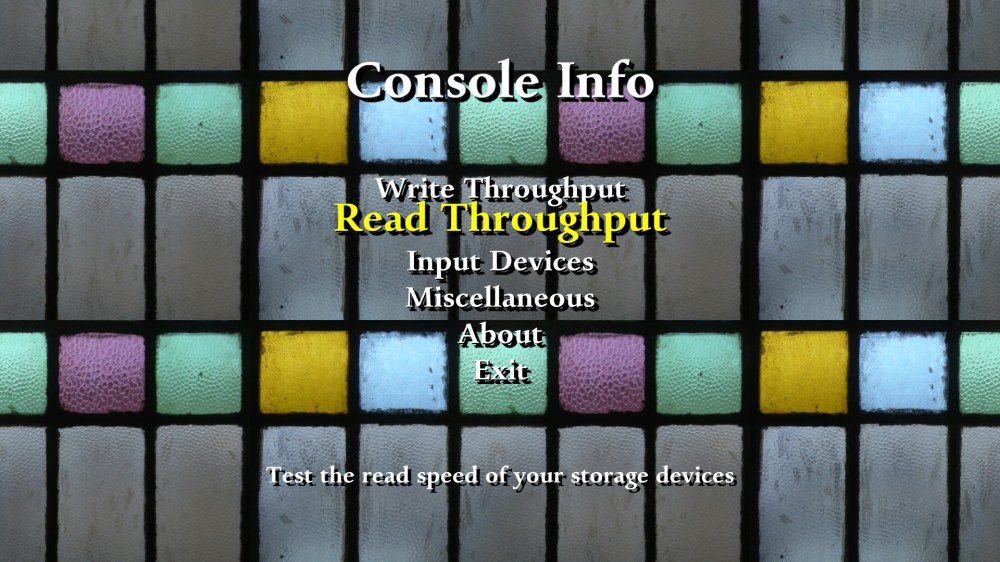 Console Info
Write Throughput
Read Throughput
Input Devices
Miscellaneous
About
Exit
Test the read speed of your storage devices